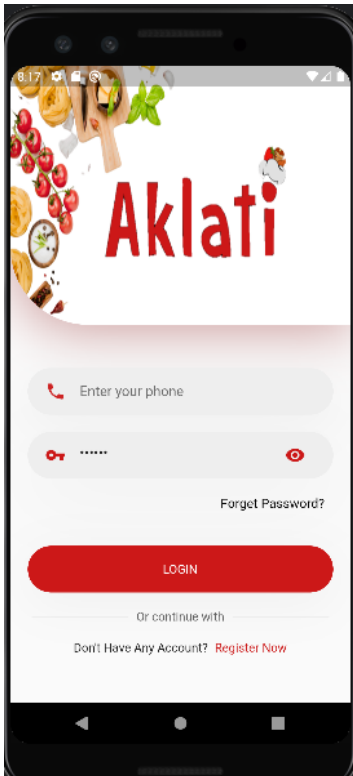 8:17
Aklati
Enter your phone
······
Forget Password?
LOGIN
Or continue with
Don't Have Any Account? Register Now